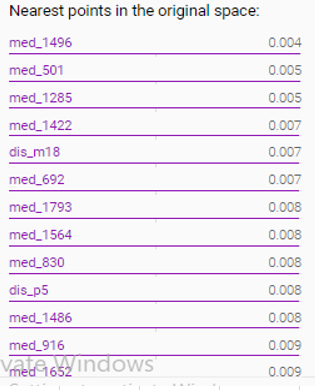 Nearest points in the original space:
med_1496 0.004
med_501 0.005
med_1285 0.005
med_1422 0.007
dis_m18 0.007
med_692 0.007
med_1793 0.008
med_1564 0.008
med_830 0.008
dis_p5 0.008
med_1486 0.008
med_916 0.009
vate Windows
med_1652 0.009